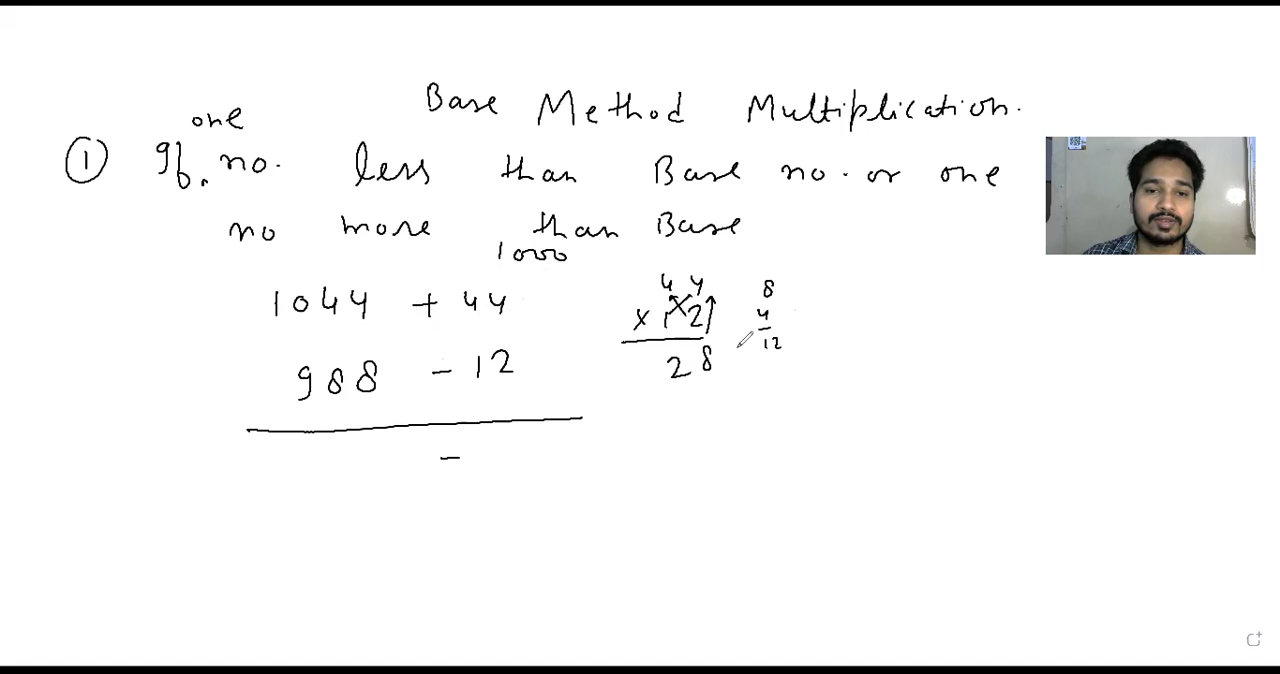 Base Method Multiplication.
one
① If. no. less than Base no. or one
no more than Base
1000
1044 + 44
988 - 12
-
44
x 12
28
8
4
12